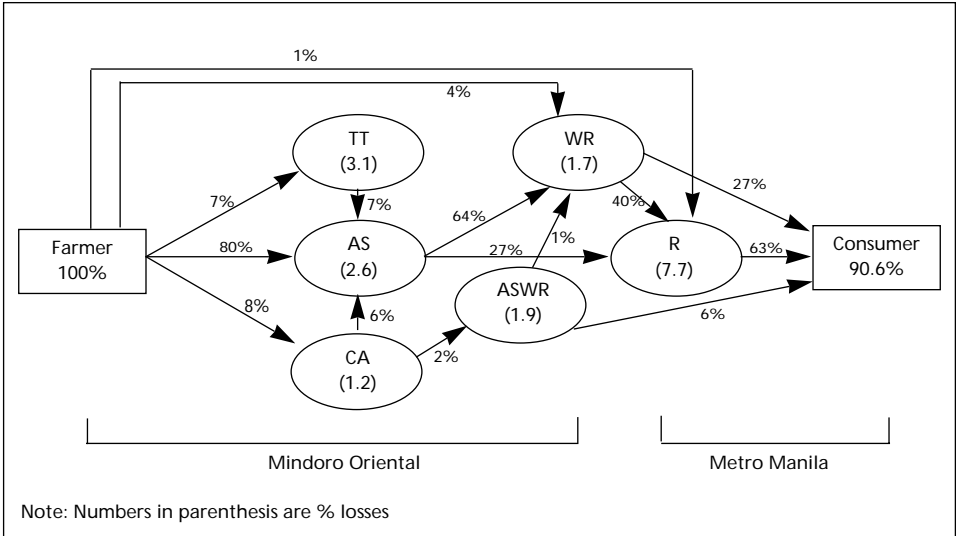 1%
4%
TT
(3.1)
WR
(1.7)
7%
7%
64%
40%
27%
Farmer
100%
80%
AS
(2.6)
27%
1%
R
(7.7)
63%
Consumer
90.6%
8%
6%
ASWR
(1.9)
6%
CA
(1.2)
2%
Mindoro Oriental
Metro Manila
Note: Numbers in parenthesis are % losses